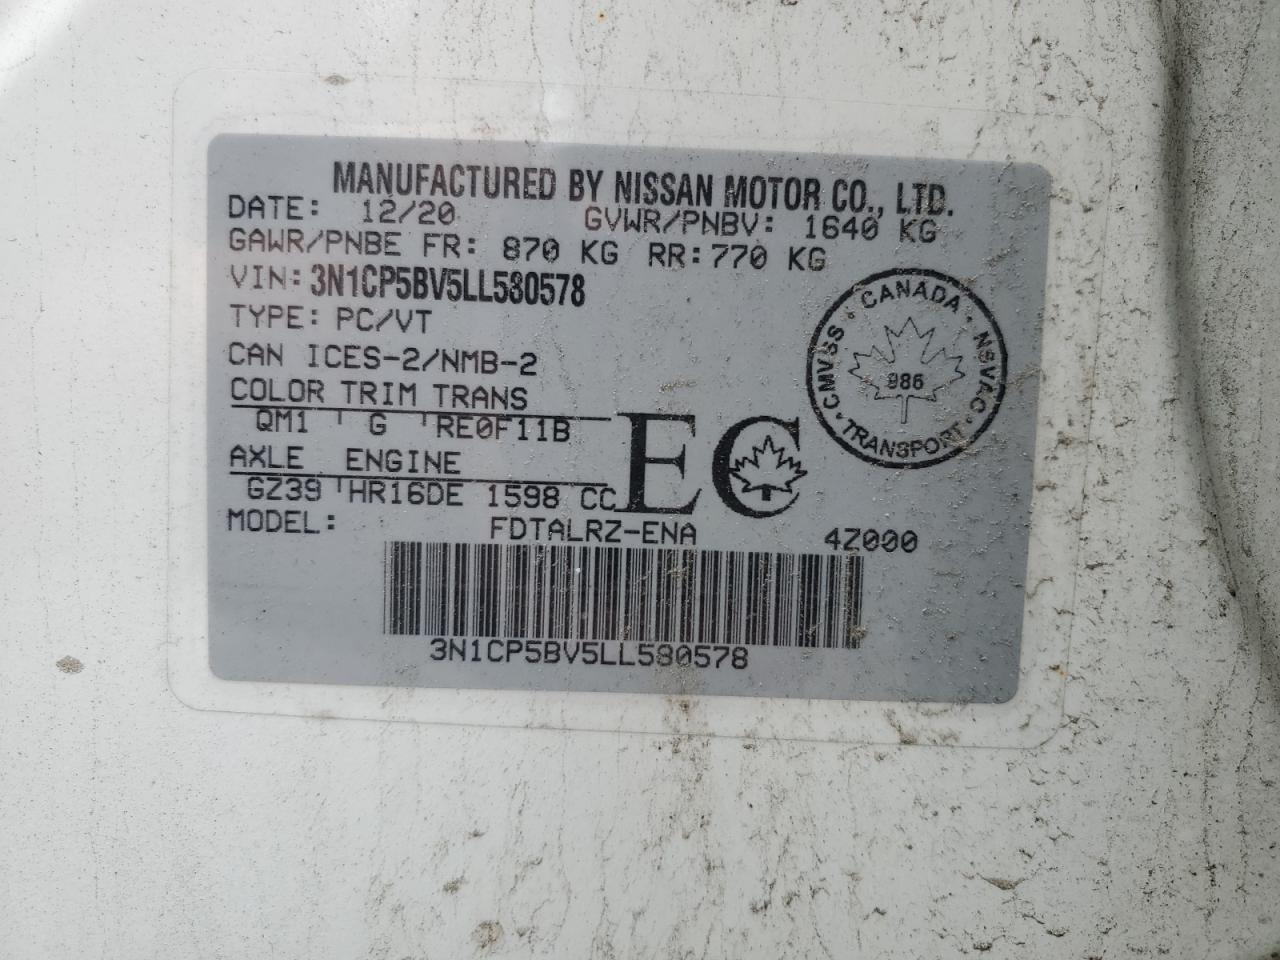 MANUFACTURED BY NISSAN MOTOR CO., LTD.
DATE: 12/20 GVWR/PNBV: 1640 KG
GAWR/PNBE FR: 870 KG RR: 770 KG
VIN: 3N1CP5BV5LL580578
TYPE: PC/VT
CAN ICES-2/NMB-2
COLOR TRIM TRANS
QM1 G RE0F11B
AXLE ENGINE
GZ39 HR16DE 1598 CC
EC
CANADA · NSVAC · TRANSPORT · CMVSS ·
986
MODEL: FDTALRZ-ENA 4Z000
3N1CP5BV5LL580578